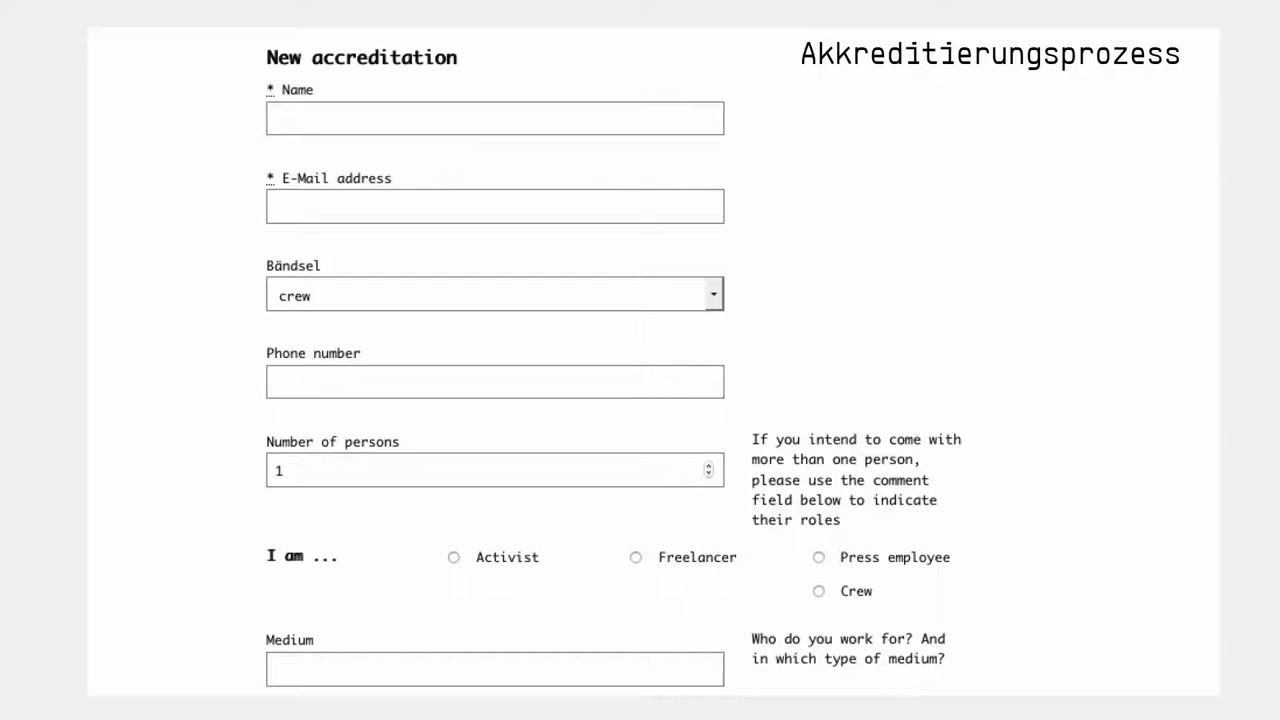 Akkreditierungsprozess
New accreditation
* Name
* E-Mail address
Bändsel
crew
Phone number
Number of persons
1
If you intend to come with
more than one person,
please use the comment
field below to indicate
their roles
I am ...
Activist
Freelancer
Press employee
Crew
Medium
Who do you work for? And
in which type of medium?